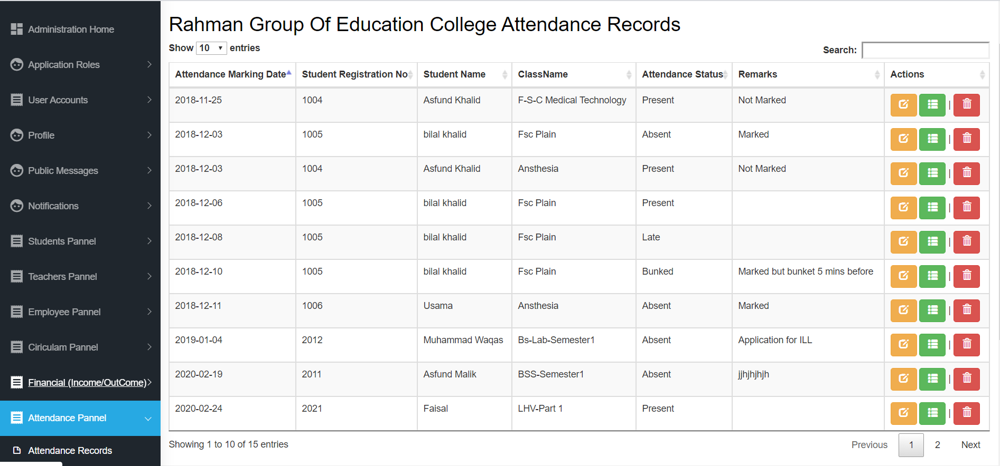 Administration Home
Application Roles
User Accounts
Profile
Public Messages
Notifications
Students Pannel
Teachers Pannel
Employee Pannel
Ciriculam Pannel
Financial (Income/OutCome)
Attendance Pannel
Attendance Records
Rahman Group Of Education College Attendance Records
Show 10 entries
Search:
Attendance Marking Date Student Registration No Student Name ClassName Attendance Status Remarks Actions
2018-11-25 1004 Asfund Khalid F-S-C Medical Technology Present Not Marked |
2018-12-03 1005 bilal khalid Fsc Plain Absent Marked |
2018-12-03 1004 Asfund Khalid Ansthesia Present Not Marked |
2018-12-06 1005 bilal khalid Fsc Plain Present |
2018-12-08 1005 bilal khalid Fsc Plain Late |
2018-12-10 1005 bilal khalid Fsc Plain Bunked Marked but bunket 5 mins before |
2018-12-11 1006 Usama Ansthesia Absent Marked |
2019-01-04 2012 Muhammad Waqas Bs-Lab-Semester1 Absent Application for ILL |
2020-02-19 2011 Asfund Malik BSS-Semester1 Absent jjhjhjhjh |
2020-02-24 2021 Faisal LHV-Part 1 Present |
Showing 1 to 10 of 15 entries
Previous 1 2 Next